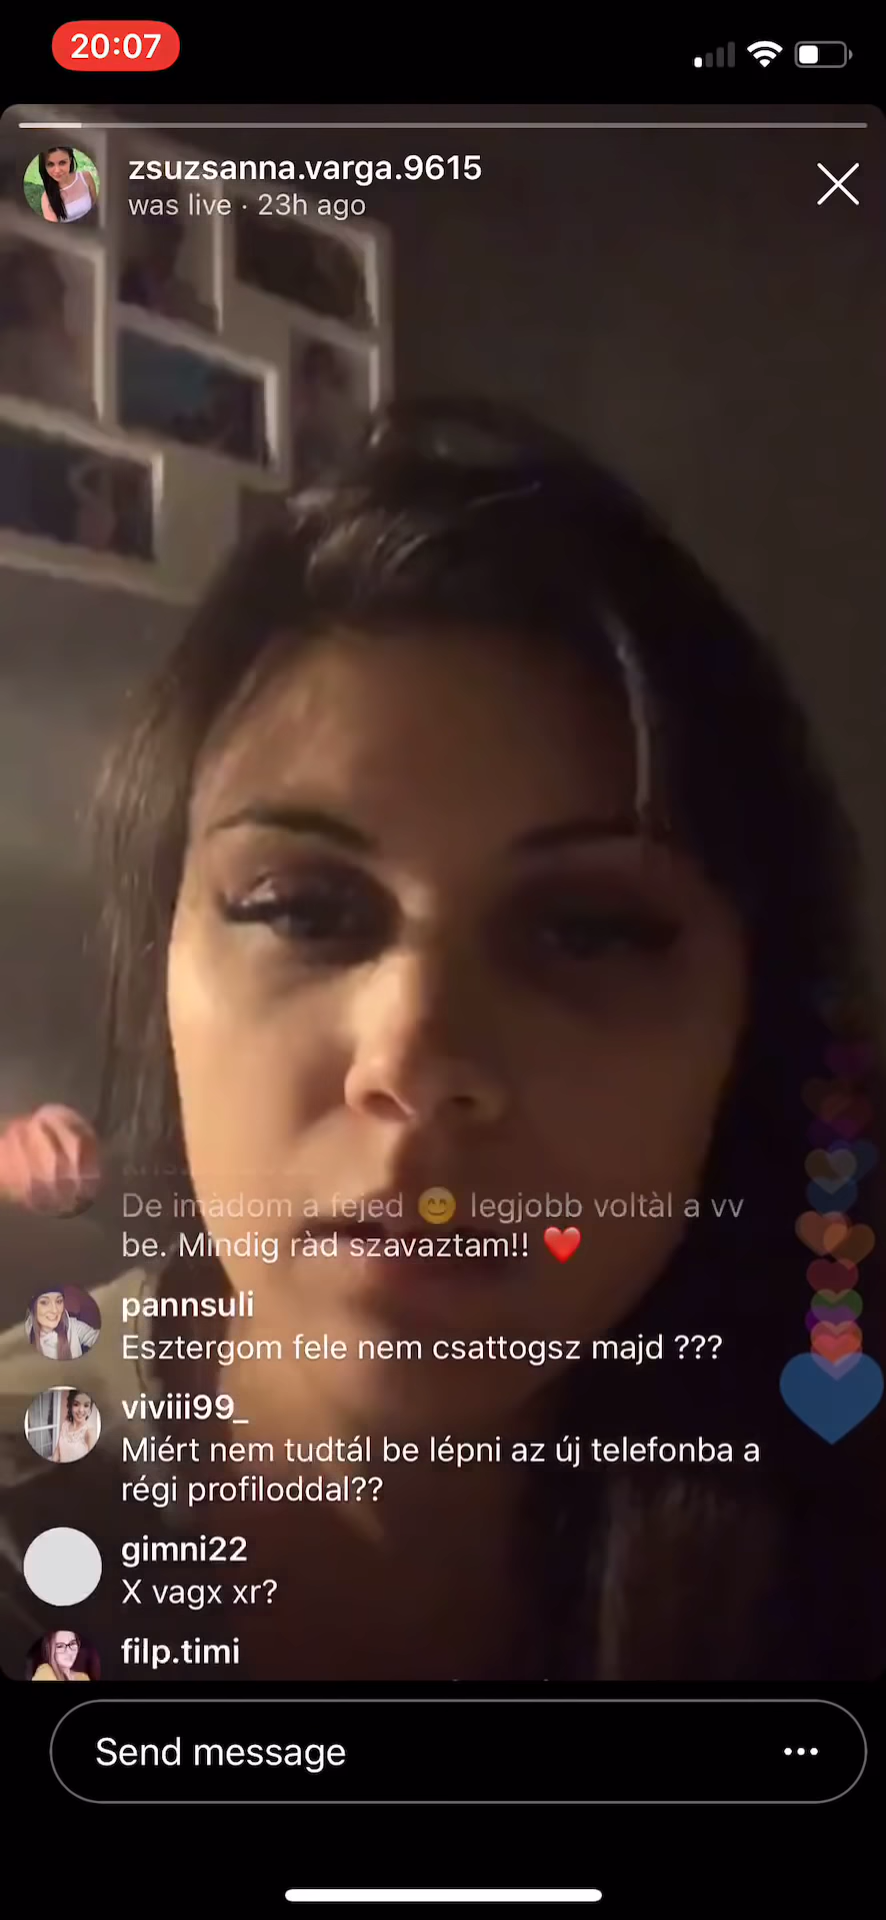 20:07
zsuzsanna.varga.9615
was live · 23h ago
De imádom a fejed 😊 legjobb voltàl a vv
be. Mindig ràd szavaztam!! ❤️
pannsuli
Esztergom fele nem csattogsz majd ???
viviii99_
Miért nem tudtál be lépni az új telefonba a
régi profiloddal??
gimni22
X vagx xr?
filp.timi
Send message